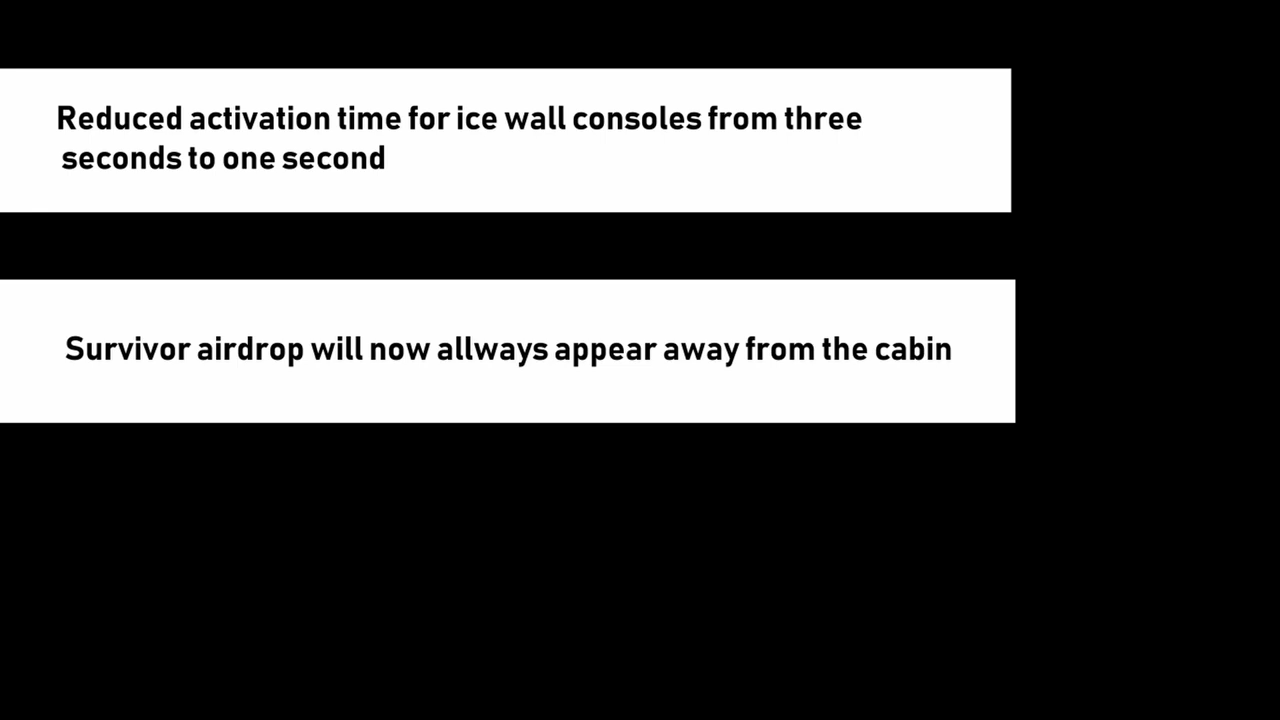 Reduced activation time for ice wall consoles from three
seconds to one second
Survivor airdrop will now allways appear away from the cabin